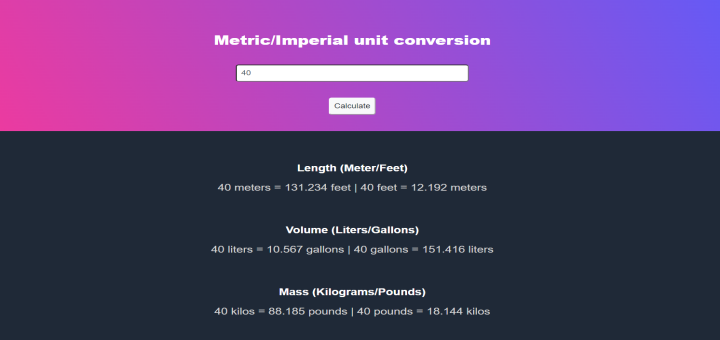 Metric/Imperial unit conversion
40
Calculate
Length (Meter/Feet)
40 meters = 131.234 feet | 40 feet = 12.192 meters
Volume (Liters/Gallons)
40 liters = 10.567 gallons | 40 gallons = 151.416 liters
Mass (Kilograms/Pounds)
40 kilos = 88.185 pounds | 40 pounds = 18.144 kilos